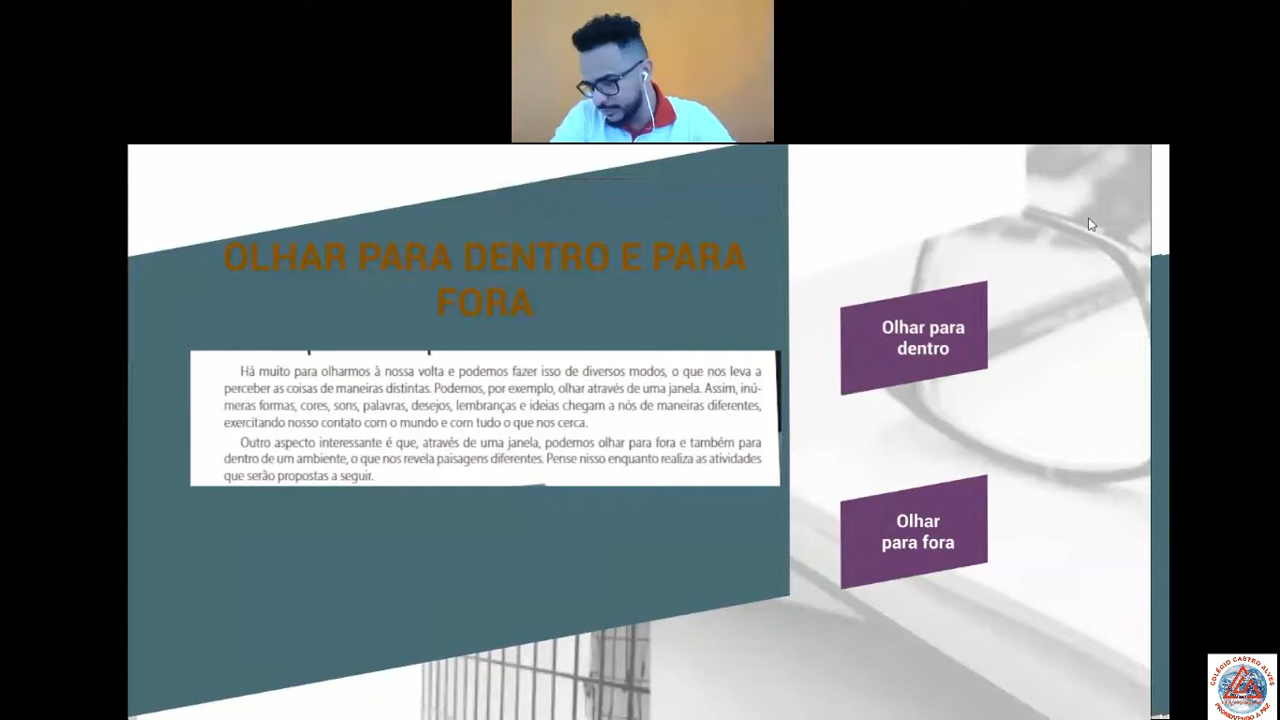 OLHAR PARA DENTRO E PARA
FORA
Há muito para olharmos à nossa volta e podemos fazer isso de diversos modos, o que nos leva a
perceber as coisas de maneiras distintas. Podemos, por exemplo, olhar através de uma janela. Assim, inú-
meras formas, cores, sons, palavras, desejos, lembranças e ideias chegam a nós de maneiras diferentes,
exercitando nosso contato com o mundo e com tudo o que nos cerca.
Outro aspecto interessante é que, através de uma janela, podemos olhar para fora e também para
dentro de um ambiente, o que nos revela paisagens diferentes. Pense nisso enquanto realiza as atividades
que serão propostas a seguir.
Olhar para
dentro
Olhar
para fora
COLÉGIO CASTRO ALVES
PROMOVENDO A PAZ